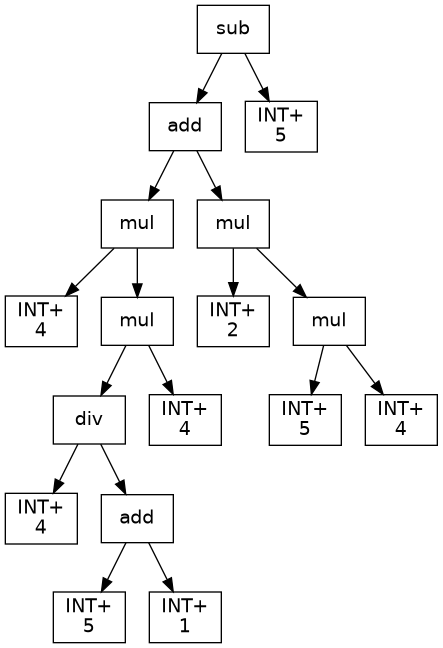 sub
add
INT+
5
mul
mul
INT+
4
mul
INT+
2
mul
div
INT+
4
INT+
5
INT+
4
INT+
4
add
INT+
5
INT+
1